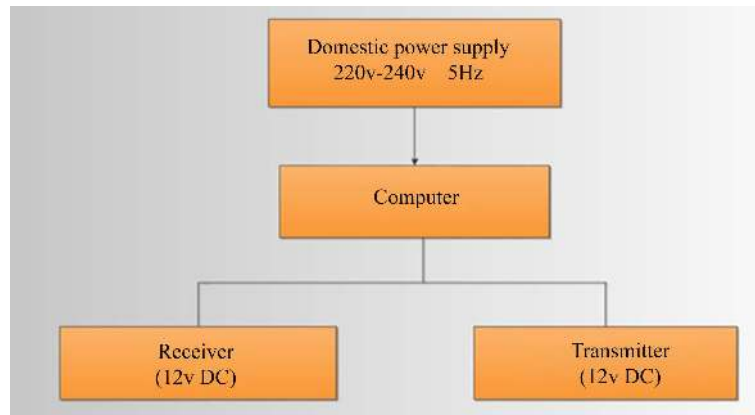 Domestic power supply
220v-240v 5Hz
Computer
Receiver
(12v DC)
Transmitter
(12v DC)